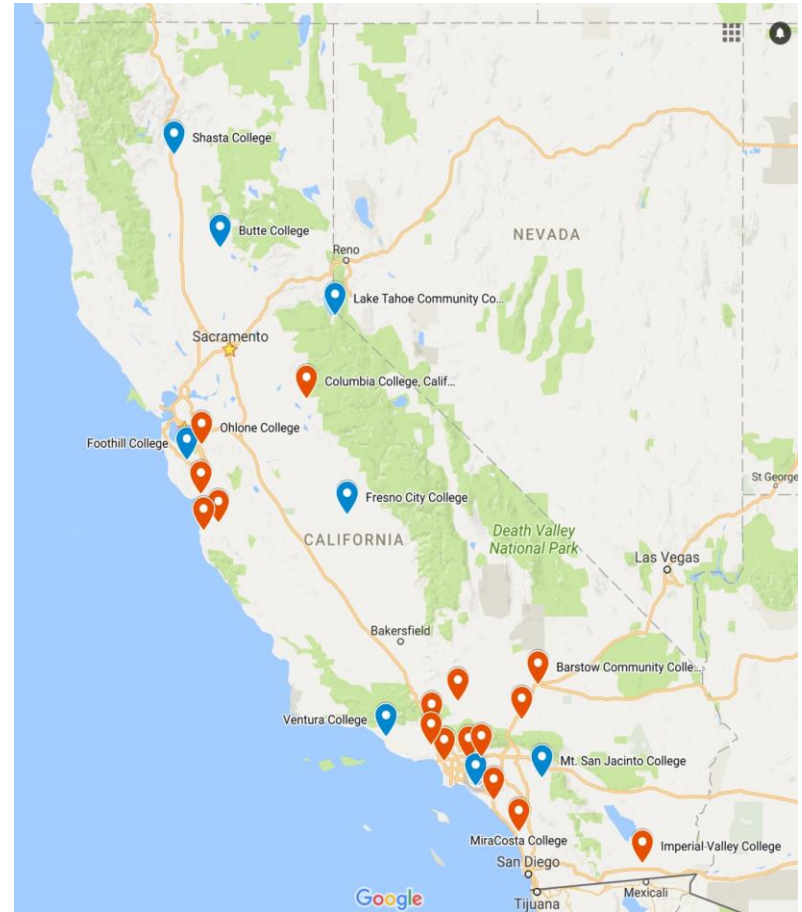 Shasta College
Butte College
NEVADA
Reno
Lake Tahoe Community Co...
Sacramento
Columbia College, Calif...
Ohlone College
Foothill College
St George
Fresno City College
Death Valley
National Park
CALIFORNIA
Las Vegas
Bakersfield
Barstow Community Colle...
Ventura College
Mt. San Jacinto College
MiraCosta College
Imperial Valley College
San Diego
Mexicali
Google
Tijuana